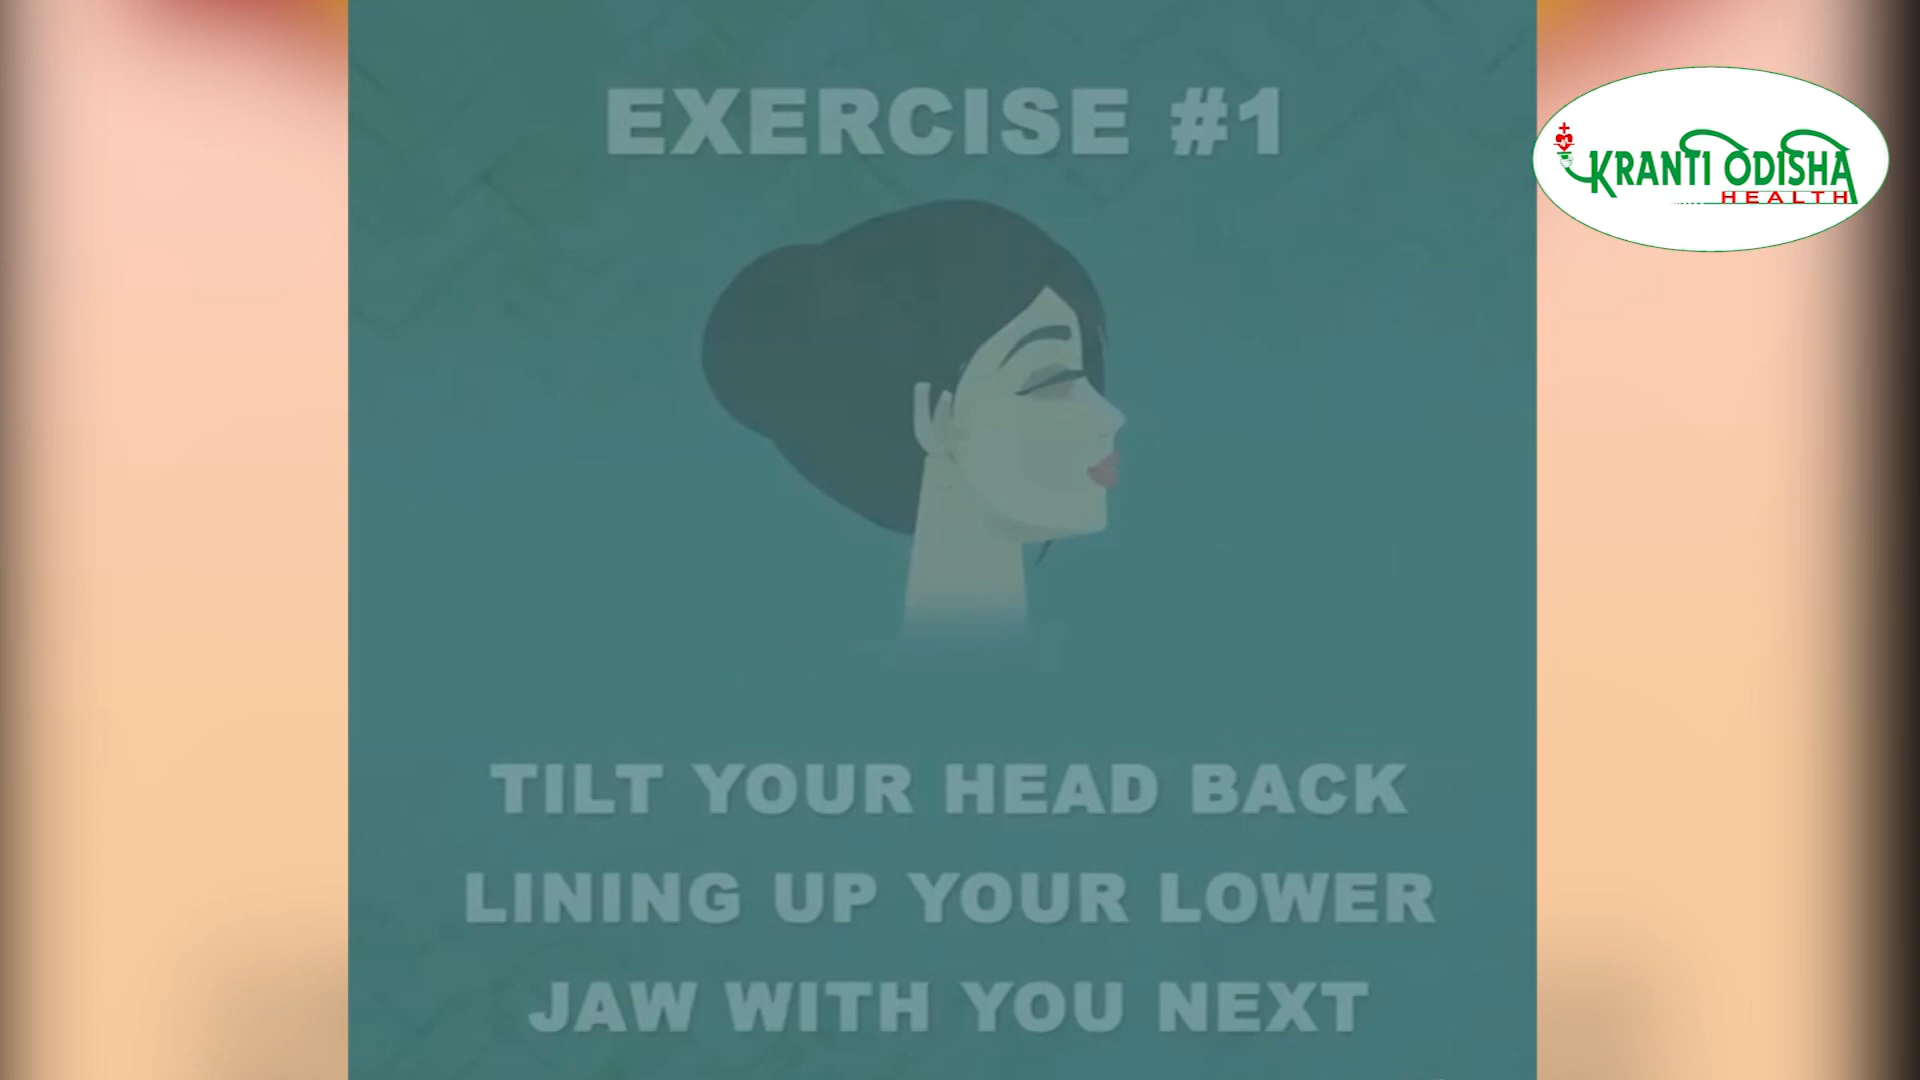 EXERCISE #1
KRANTI ODISHA
HEALTH
TILT YOUR HEAD BACK
LINING UP YOUR LOWER
JAW WITH YOU NEXT